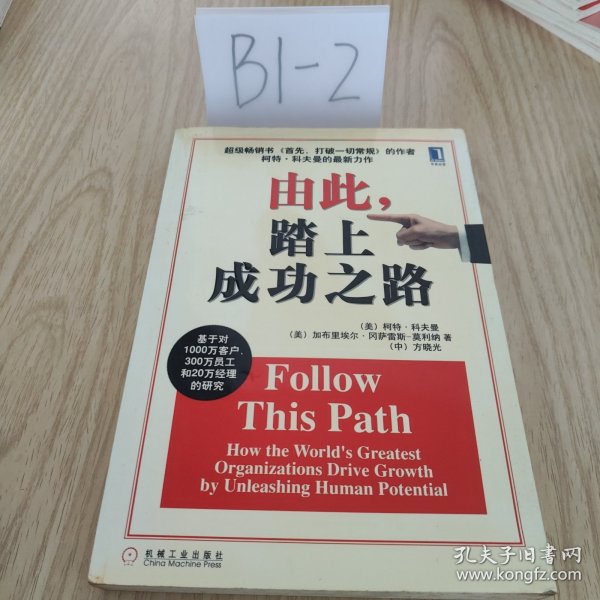 B1-2
超级畅销书《首先，打破一切常规》的作者
柯特·科夫曼的最新力作
由此，
踏上
成功之路
（美）柯特·科夫曼
（美）加布里埃尔·冈萨雷斯-莫利纳 著
（中）方晓光
基于对
1000万客户、
300万员工
和20万经理
的研究
Follow
This Path
How the World's Greatest
Organizations Drive Growth
by Unleashing Human Potential
机械工业出版社
China Machine Press
孔夫子旧书网
www.kongfz.com